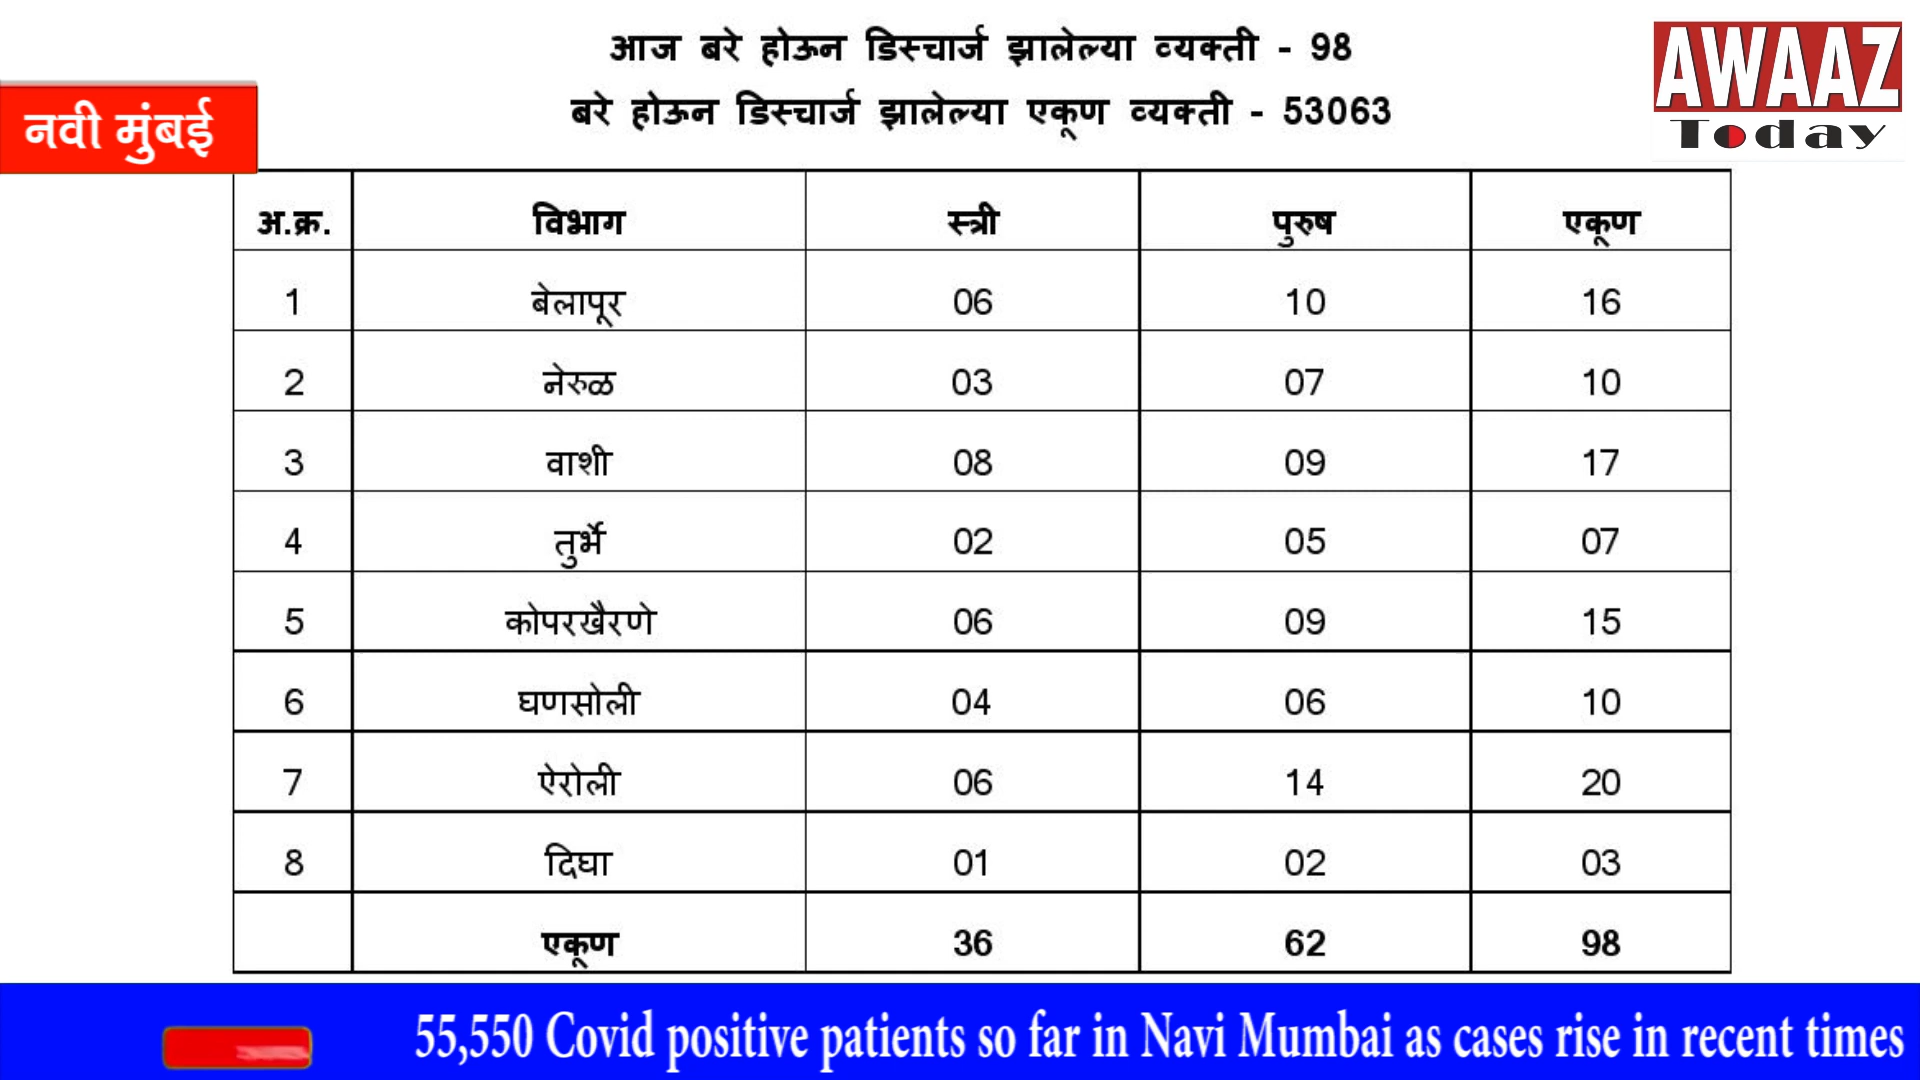 आज बरे होऊन डिस्चार्ज झालेल्या व्यक्ती - 98
बरे होऊन डिस्चार्ज झालेल्या एकूण व्यक्ती - 53063
AWAAZ
Today
नवी मुंबई
अ.क्र. विभाग स्त्री पुरुष एकूण
1 बेलापूर 06 10 16
2 नेरुळ 03 07 10
3 वाशी 08 09 17
4 तुर्भे 02 05 07
5 कोपरखैरणे 06 09 15
6 घणसोली 04 06 10
7 ऐरोली 06 14 20
8 दिघा 01 02 03
एकूण 36 62 98
55,550 Covid positive patients so far in Navi Mumbai as cases rise in recent times